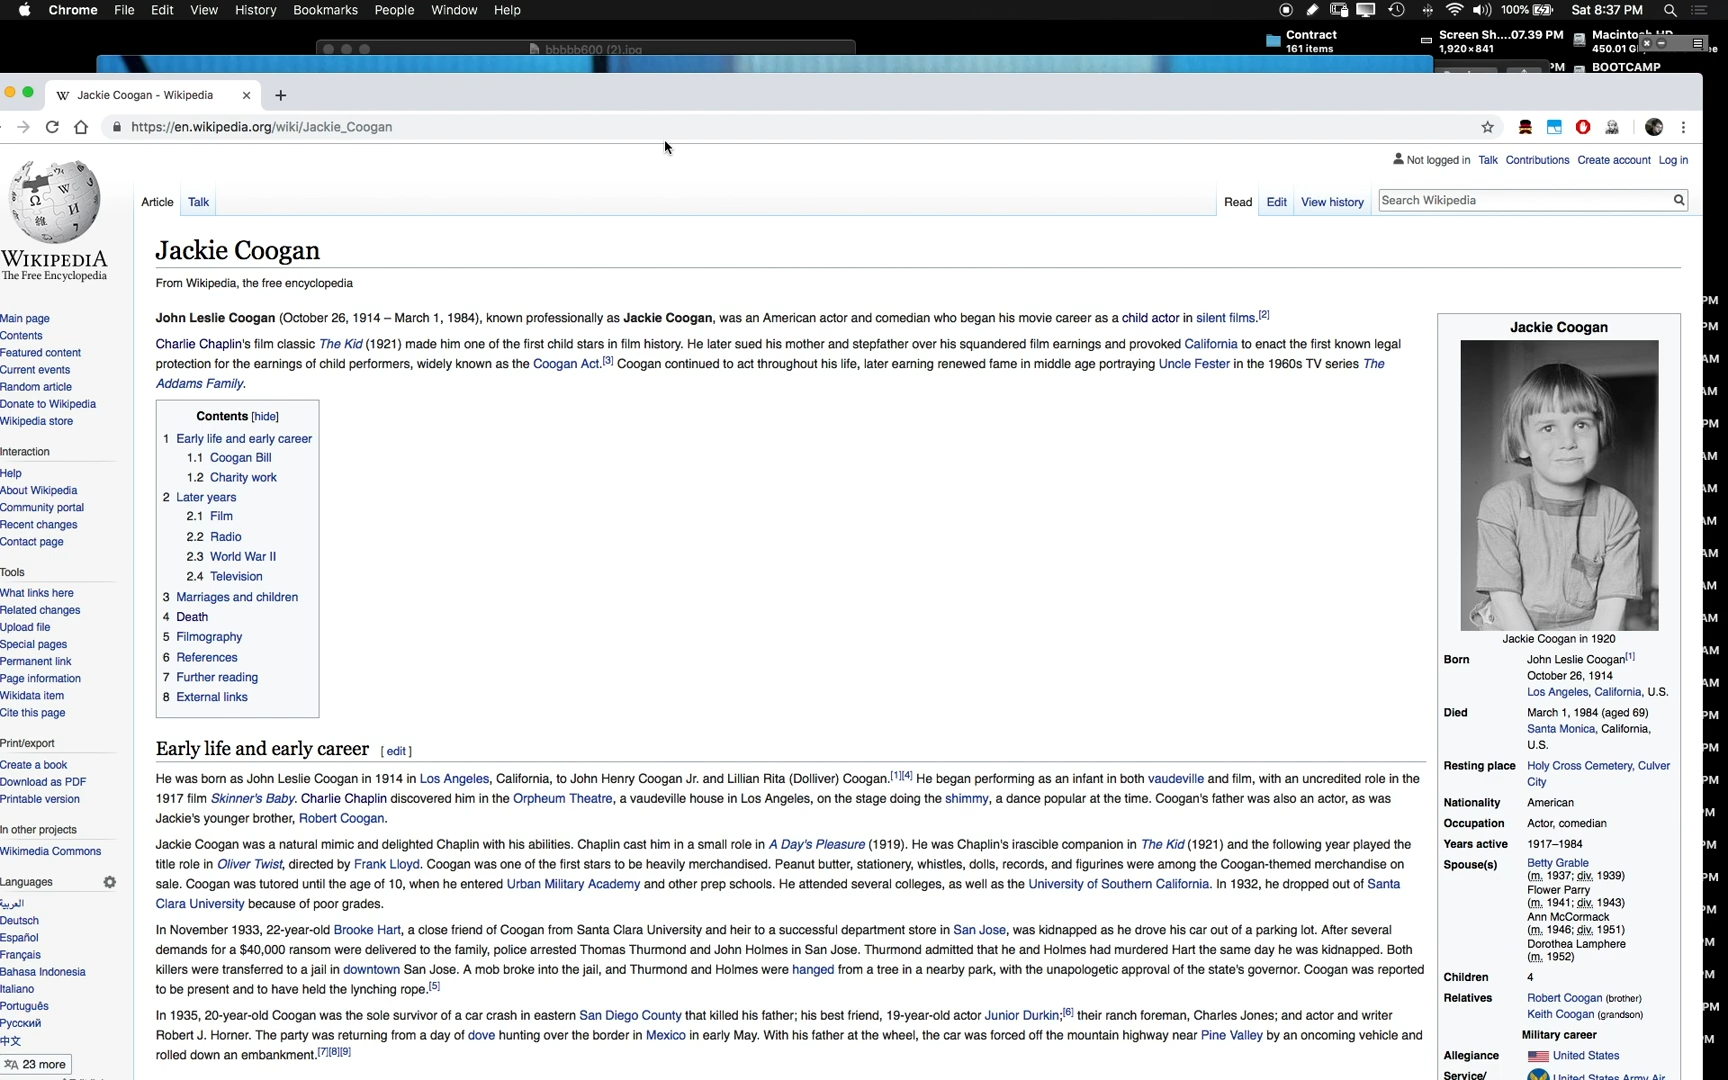 Chrome File Edit View History Bookmarks People Window Help
100% Sat 8:37 PM
bbbbb600 (2).jpg
Contract
161 items
Screen Sh....07.39 PM
1,920×841
Macintosh HD
BOOTCAMP
Jackie Coogan - Wikipedia
https://en.wikipedia.org/wiki/Jackie_Coogan
Not logged in Talk Contributions Create account Log in
Article Talk
Read Edit View history Search Wikipedia
WIKIPEDIA
The Free Encyclopedia
Main page
Contents
Featured content
Current events
Random article
Donate to Wikipedia
Wikipedia store
Interaction
Help
About Wikipedia
Community portal
Recent changes
Contact page
Tools
What links here
Related changes
Upload file
Special pages
Permanent link
Page information
Wikidata item
Cite this page
Print/export
Create a book
Download as PDF
Printable version
In other projects
Wikimedia Commons
Languages
العربية
Deutsch
Español
Français
Bahasa Indonesia
Italiano
Português
Русский
中文
23 more
Jackie Coogan
From Wikipedia, the free encyclopedia
John Leslie Coogan (October 26, 1914 – March 1, 1984), known professionally as Jackie Coogan, was an American actor and comedian who began his movie career as a child actor in silent films.[2]
Charlie Chaplin's film classic The Kid (1921) made him one of the first child stars in film history. He later sued his mother and stepfather over his squandered film earnings and provoked California to enact the first known legal
protection for the earnings of child performers, widely known as the Coogan Act.[3] Coogan continued to act throughout his life, later earning renewed fame in middle age portraying Uncle Fester in the 1960s TV series The
Addams Family.
Contents [hide]
1 Early life and early career
1.1 Coogan Bill
1.2 Charity work
2 Later years
2.1 Film
2.2 Radio
2.3 World War II
2.4 Television
3 Marriages and children
4 Death
5 Filmography
6 References
7 Further reading
8 External links
Early life and early career [ edit ]
He was born as John Leslie Coogan in 1914 in Los Angeles, California, to John Henry Coogan Jr. and Lillian Rita (Dolliver) Coogan.[1][4] He began performing as an infant in both vaudeville and film, with an uncredited role in the
1917 film Skinner's Baby. Charlie Chaplin discovered him in the Orpheum Theatre, a vaudeville house in Los Angeles, on the stage doing the shimmy, a dance popular at the time. Coogan's father was also an actor, as was
Jackie's younger brother, Robert Coogan.
Jackie Coogan was a natural mimic and delighted Chaplin with his abilities. Chaplin cast him in a small role in A Day's Pleasure (1919). He was Chaplin's irascible companion in The Kid (1921) and the following year played the
title role in Oliver Twist, directed by Frank Lloyd. Coogan was one of the first stars to be heavily merchandised. Peanut butter, stationery, whistles, dolls, records, and figurines were among the Coogan-themed merchandise on
sale. Coogan was tutored until the age of 10, when he entered Urban Military Academy and other prep schools. He attended several colleges, as well as the University of Southern California. In 1932, he dropped out of Santa
Clara University because of poor grades.
In November 1933, 22-year-old Brooke Hart, a close friend of Coogan from Santa Clara University and heir to a successful department store in San Jose, was kidnapped as he drove his car out of a parking lot. After several
demands for a $40,000 ransom were delivered to the family, police arrested Thomas Thurmond and John Holmes in San Jose. Thurmond admitted that he and Holmes had murdered Hart the same day he was kidnapped. Both
killers were transferred to a jail in downtown San Jose. A mob broke into the jail, and Thurmond and Holmes were hanged from a tree in a nearby park, with the unapologetic approval of the state's governor. Coogan was reported
to be present and to have held the lynching rope.[5]
In 1935, 20-year-old Coogan was the sole survivor of a car crash in eastern San Diego County that killed his father; his best friend, 19-year-old actor Junior Durkin;[6] their ranch foreman, Charles Jones; and actor and writer
Robert J. Horner. The party was returning from a day of dove hunting over the border in Mexico in early May. With his father at the wheel, the car was forced off the mountain highway near Pine Valley by an oncoming vehicle and
rolled down an embankment.[7][8][9]
Jackie Coogan
Jackie Coogan in 1920
Born John Leslie Coogan[1]
October 26, 1914
Los Angeles, California, U.S.
Died March 1, 1984 (aged 69)
Santa Monica, California,
U.S.
Resting place Holy Cross Cemetery, Culver
City
Nationality American
Occupation Actor, comedian
Years active 1917–1984
Spouse(s) Betty Grable
(m. 1937; div. 1939)
Flower Parry
(m. 1941; div. 1943)
Ann McCormack
(m. 1946; div. 1951)
Dorothea Lamphere
(m. 1952)
Children 4
Relatives Robert Coogan (brother)
Keith Coogan (grandson)
Military career
Allegiance United States
Service/ United States Army Air